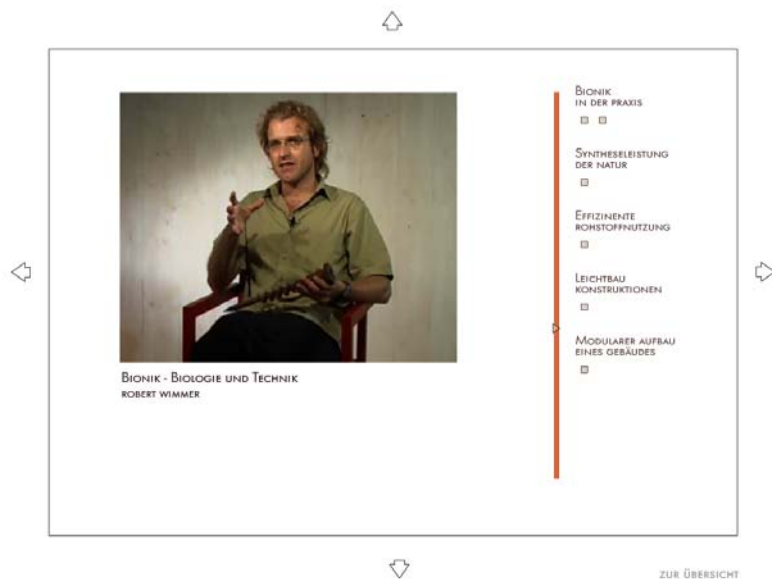 Bionik
in der praxis
Syntheseleistung
der natur
Effizinente
rohstoffnutzung
Leichtbau
konstruktionen
Modularer aufbau
eines gebäudes
Bionik - Biologie und Technik
robert wimmer
zur übersicht